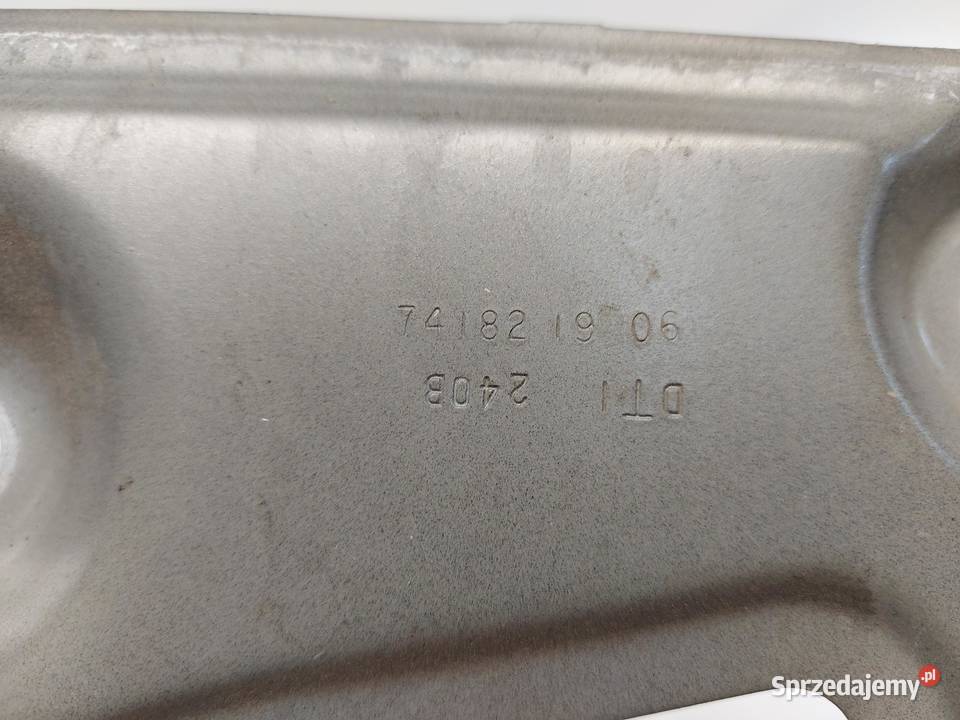 7418219 06
DTI 240B
Sprzedajemy.pl